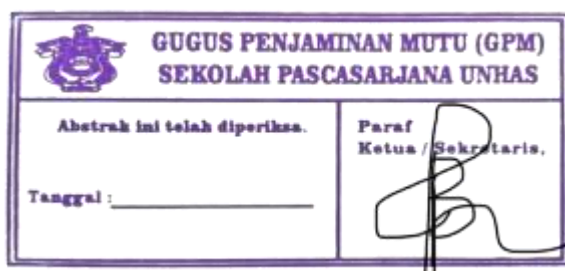 GUGUS PENJAMINAN MUTU (GPM)
SEKOLAH PASCASARJANA UNHAS
Abstrak ini telah diperiksa.
Tanggal :
Paraf
Ketua / Sekretaris,